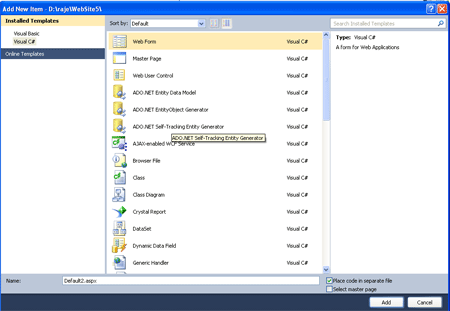 Add New Item - D:\raje\WebSite5\
Installed Templates
Visual Basic
Visual C#
Online Templates
Sort by: Default
Search Installed Templates
Web Form Visual C#
Master Page Visual C#
Web User Control Visual C#
ADO.NET Entity Data Model Visual C#
ADO.NET EntityObject Generator Visual C#
ADO.NET Self-Tracking Entity Generator Visual C#
ADO.NET Self-Tracking Entity Generator
AJAX-enabled WCF Service Visual C#
Browser File Visual C#
Class Visual C#
Class Diagram Visual C#
Crystal Report Visual C#
DataSet Visual C#
Dynamic Data Field Visual C#
Generic Handler Visual C#
Type: Visual C#
A form for Web Applications
Name: Default2.aspx
Place code in separate file
Select master page
Add
Cancel